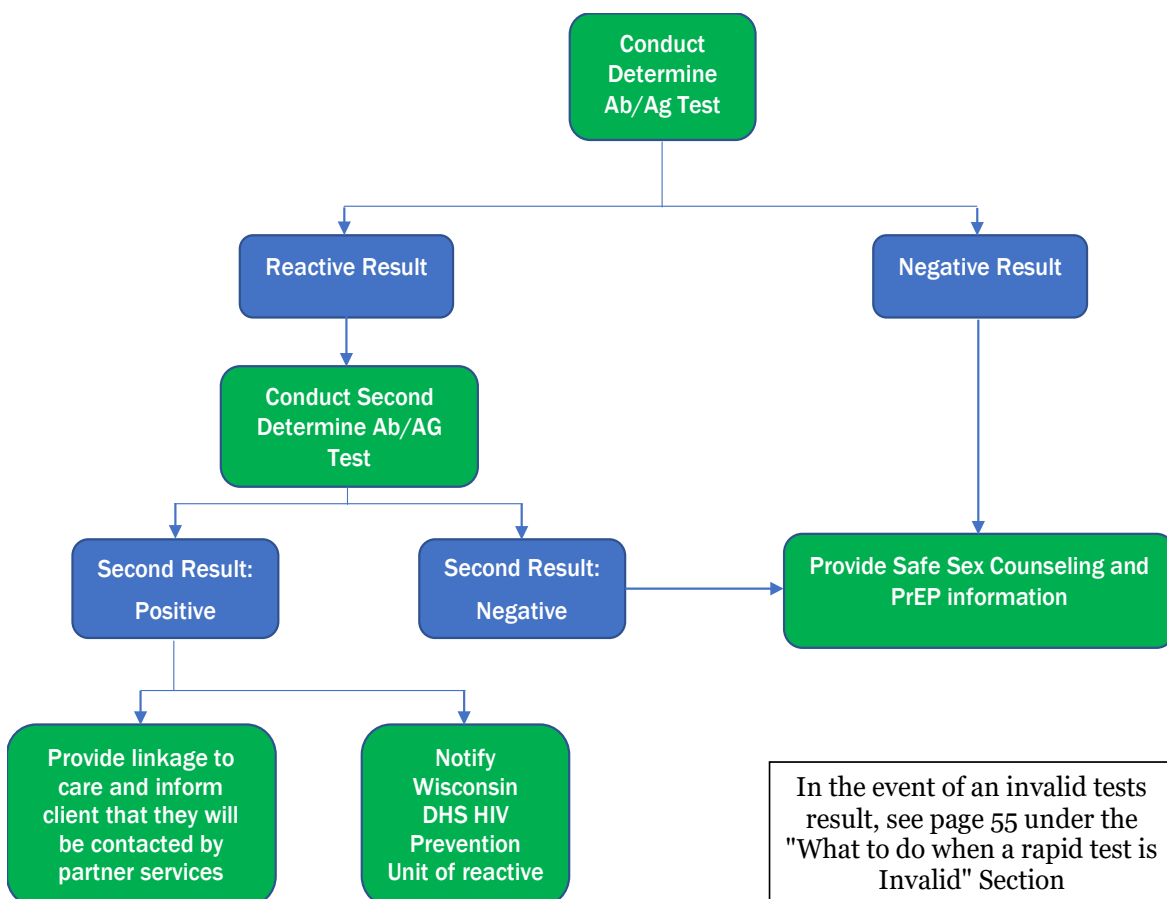 Conduct
Determine
Ab/Ag Test
Reactive Result
Negative Result
Conduct Second
Determine Ab/AG
Test
Second Result:
Positive
Second Result:
Negative
Provide Safe Sex Counseling and
PrEP information
Provide linkage to
care and inform
client that they will
be contacted by
partner services
Notify
Wisconsin
DHS HIV
Prevention
Unit of reactive
In the event of an invalid tests
result, see page 55 under the
"What to do when a rapid test is
Invalid" Section